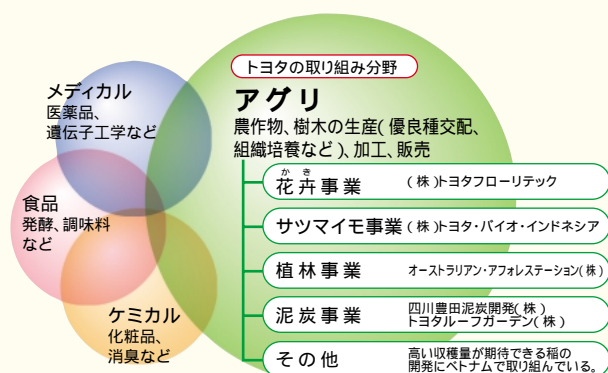 トヨタの取り組み分野
アグリ
農作物、樹木の生産(優良種交配、
組織培養など)、加工、販売
メディカル
医薬品、
遺伝子工学など
食品
発酵、調味料
など
ケミカル
化粧品、
消臭など
かき
花卉事業 (株)トヨタフローリテック
サツマイモ事業 (株)トヨタ・バイオ・インドネシア
植林事業 オーストラリアン・アフォレステーション(株)
泥炭事業 四川豊田泥炭開発(株)
トヨタルーフガーデン(株)
その他 高い収穫量が期待できる稲の
開発にベトナムで取り組んでいる。